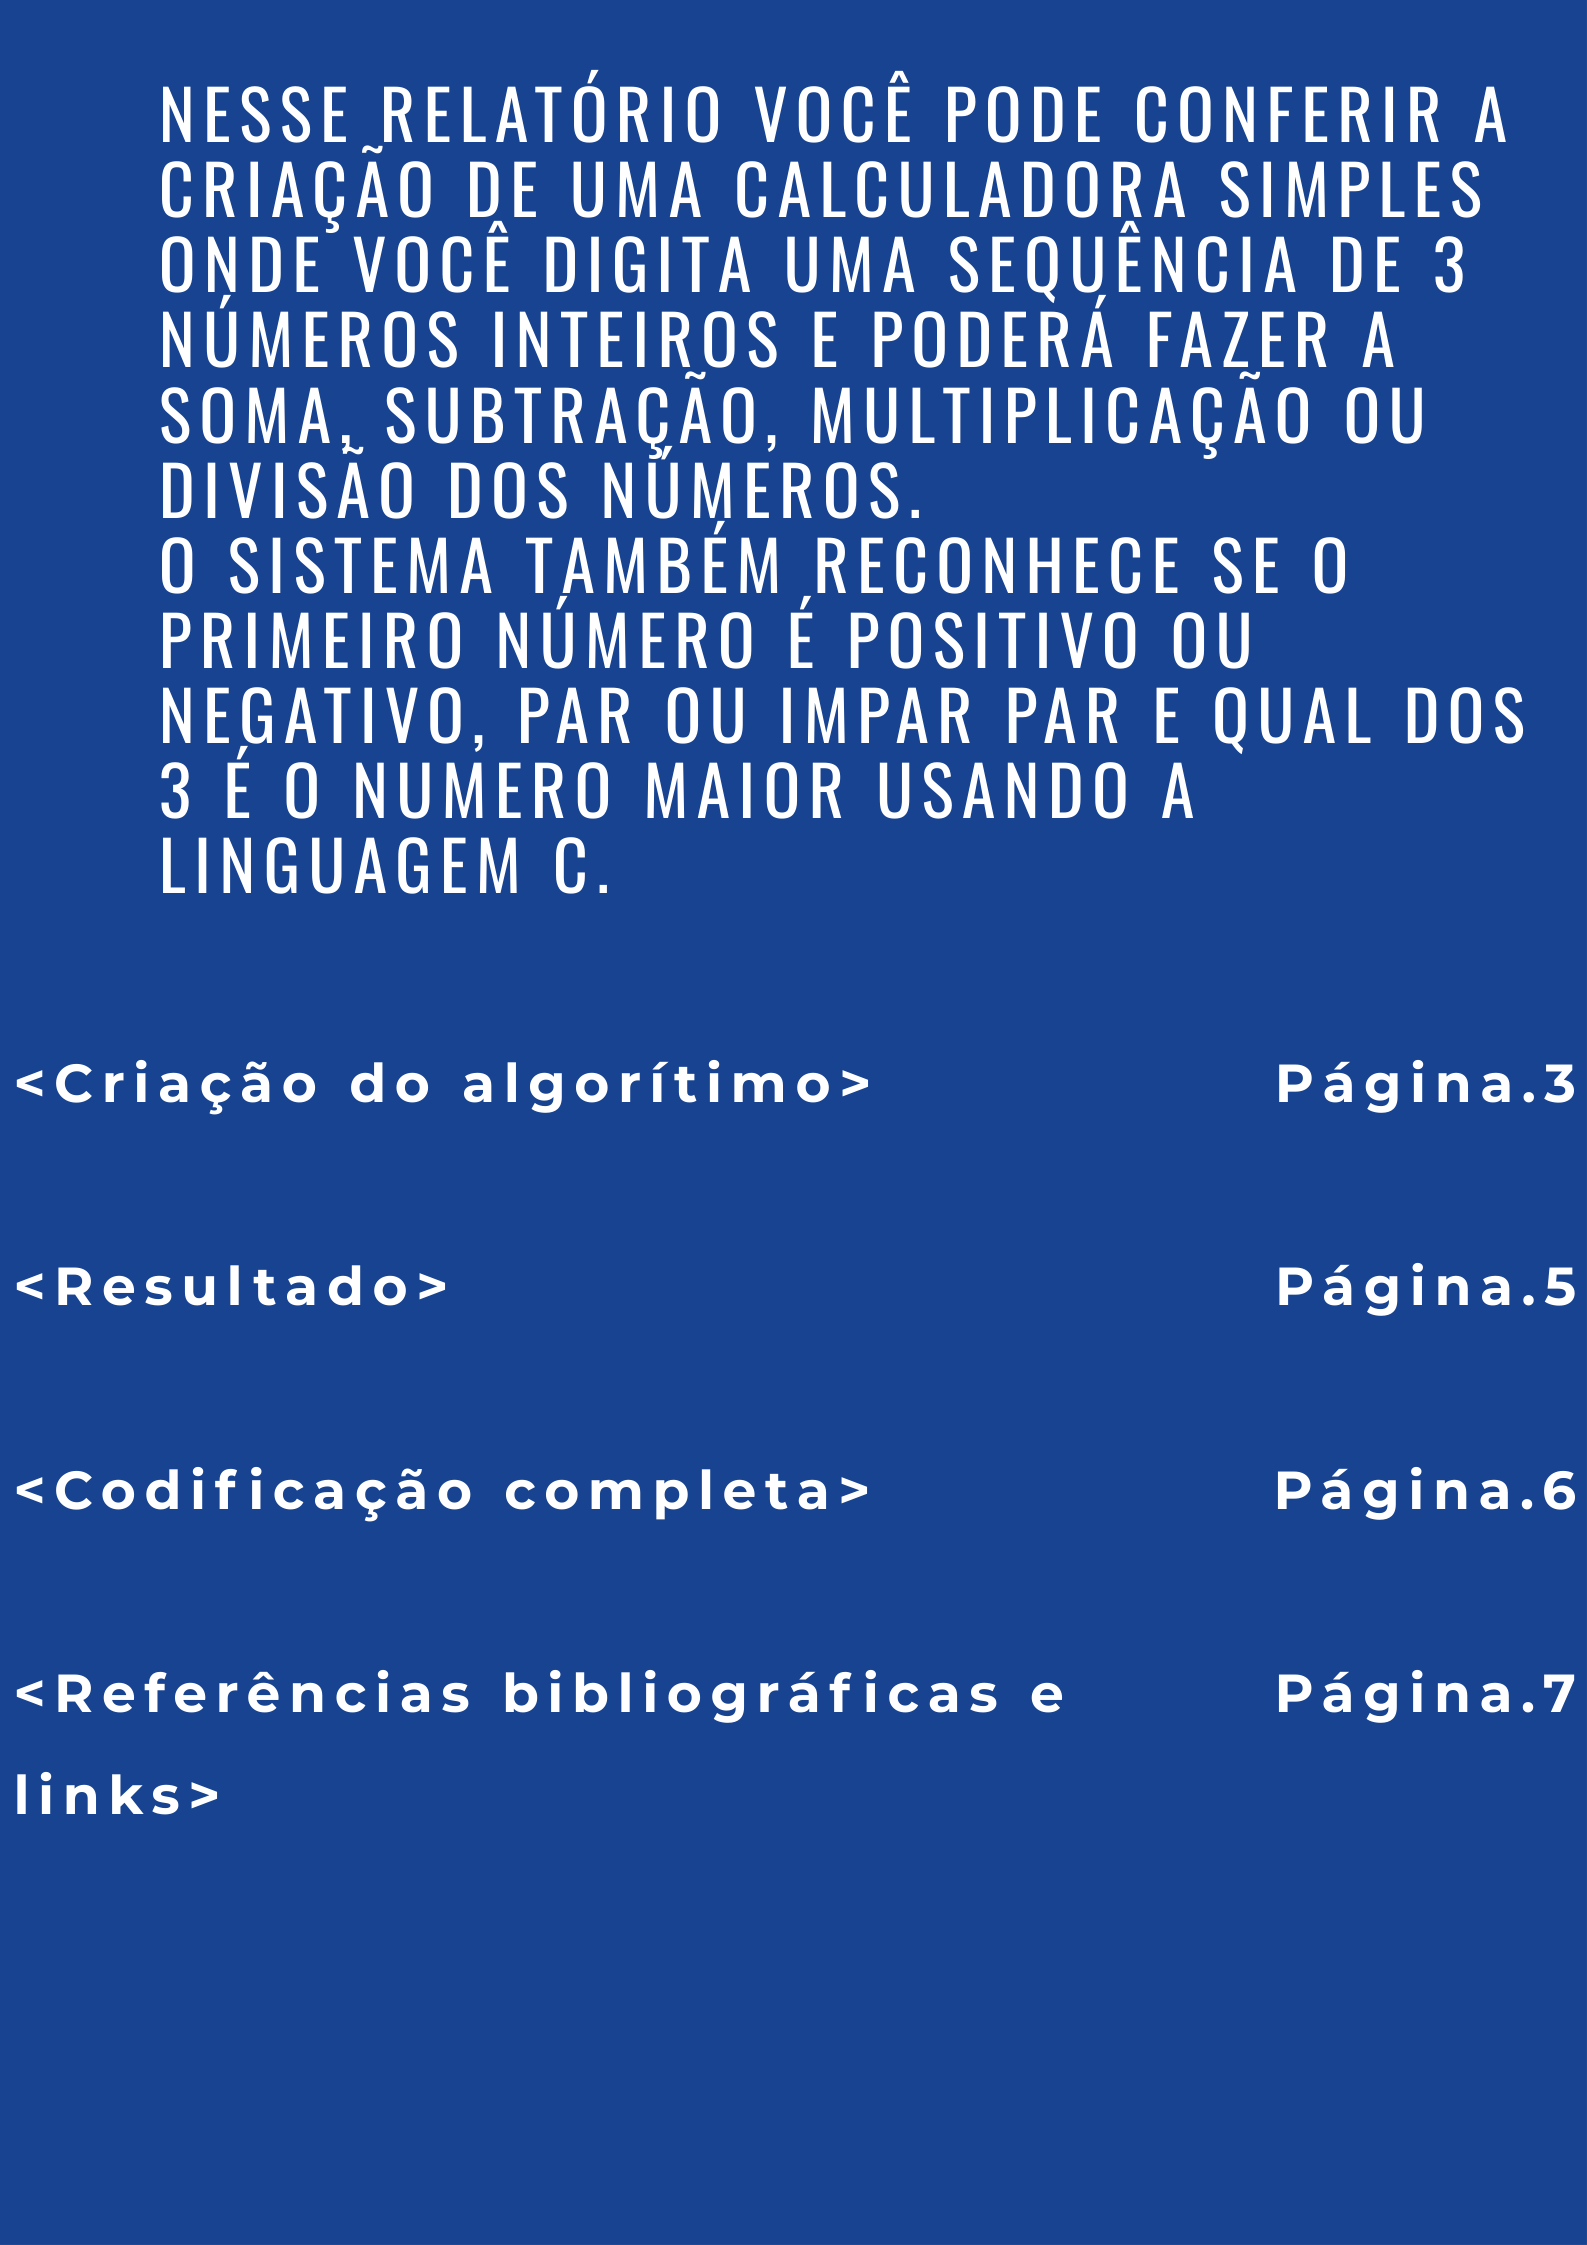 NESSE RELATÓRIO VOCÊ PODE CONFERIR A
CRIAÇÃO DE UMA CALCULADORA SIMPLES
ONDE VOCÊ DIGITA UMA SEQUÊNCIA DE 3
NÚMEROS INTEIROS E PODERÁ FAZER A
SOMA, SUBTRAÇÃO, MULTIPLICAÇÃO OU
DIVISÃO DOS NÚMEROS.
O SISTEMA TAMBÉM RECONHECE SE O
PRIMEIRO NÚMERO É POSITIVO OU
NEGATIVO, PAR OU IMPAR PAR E QUAL DOS
3 É O NUMERO MAIOR USANDO A
LINGUAGEM C.
<Criação do algorítimo> Página.3
<Resultado> Página.5
<Codificação completa> Página.6
<Referências bibliográficas e Página.7
links>